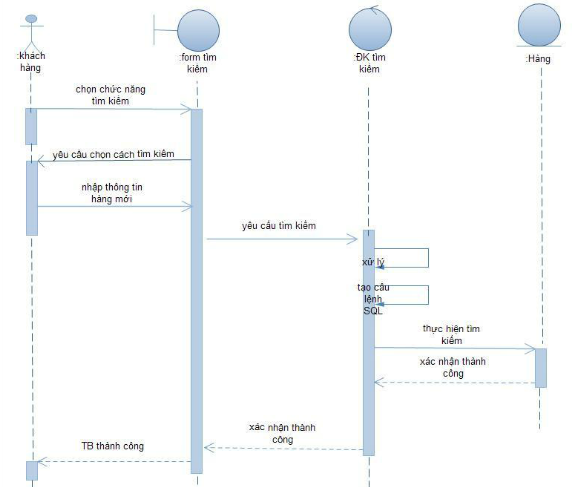 :khách
hàng
:form tìm
kiếm
:ĐK tìm
kiếm
:Hàng
chọn chức năng
tìm kiếm
yêu cầu chọn cách tìm kiếm
nhập thông tin
hàng mới
yêu cầu tìm kiếm
xử lý
tạo câu
lệnh
SQL
thực hiện tìm
kiếm
xác nhận thành
công
xác nhận thành
công
TB thành công